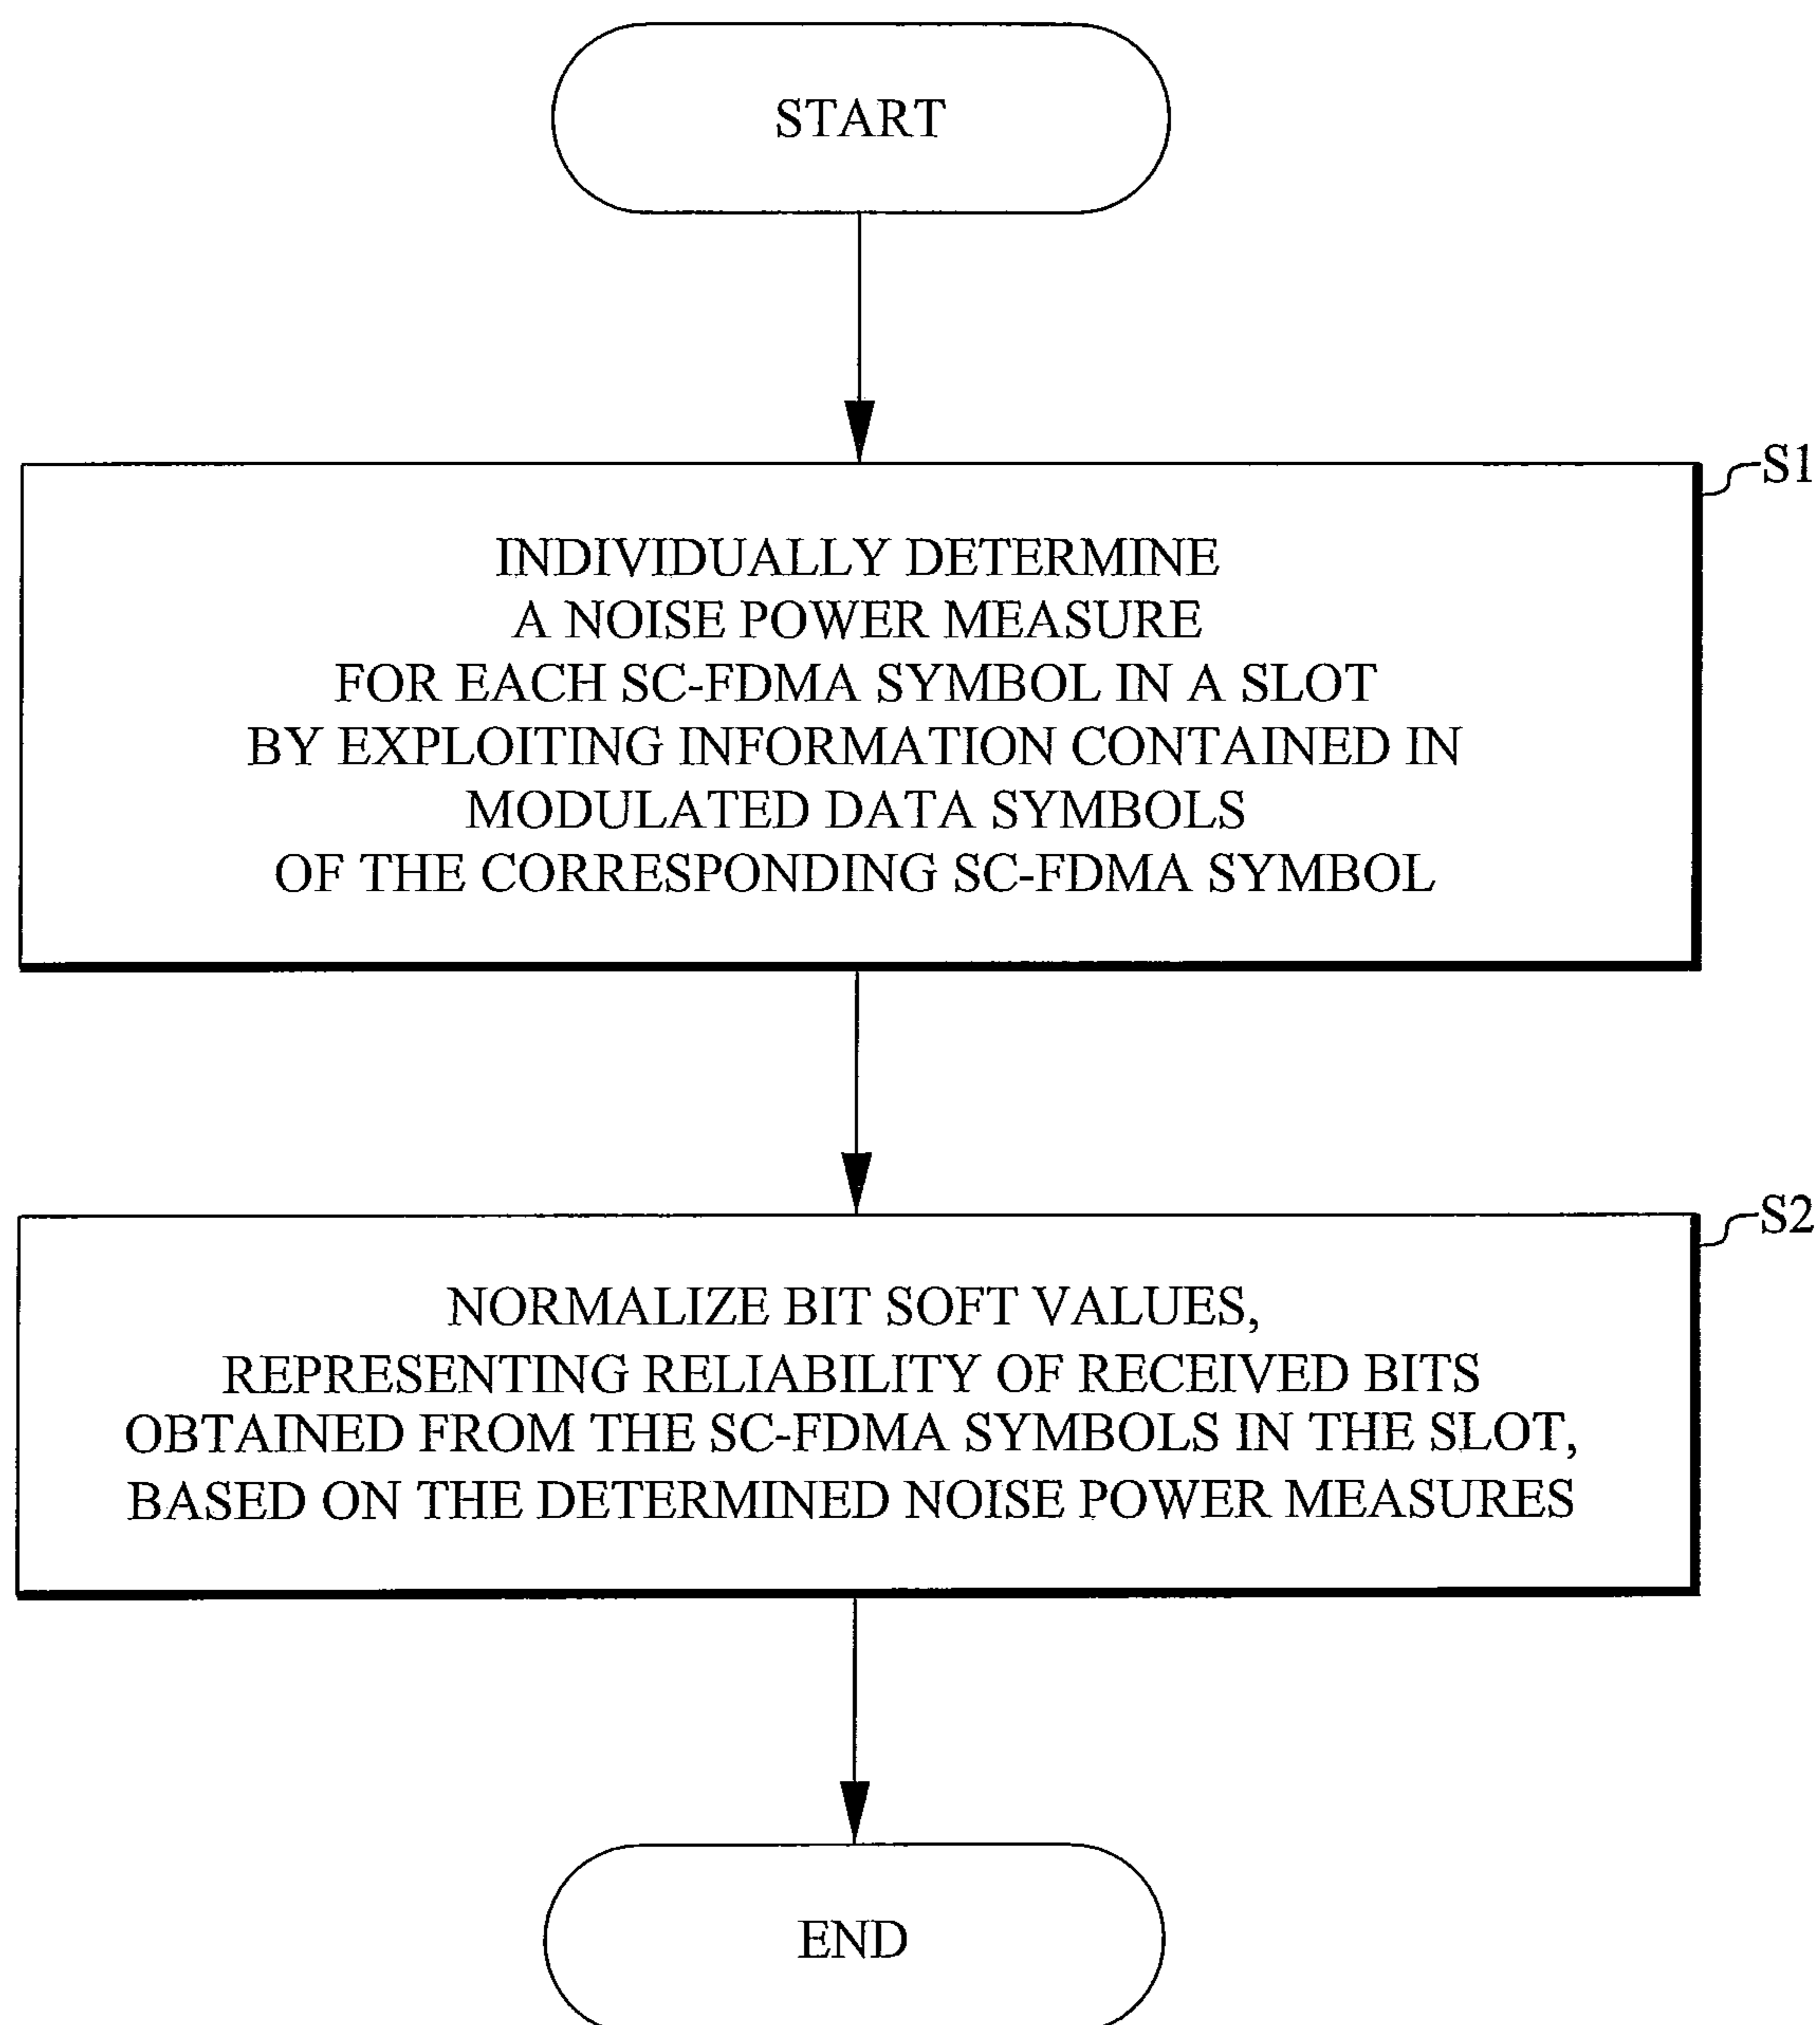 START
S1
INDIVIDUALLY DETERMINE
A NOISE POWER MEASURE
FOR EACH SC-FDMA SYMBOL IN A SLOT
BY EXPLOITING INFORMATION CONTAINED IN
MODULATED DATA SYMBOLS
OF THE CORRESPONDING SC-FDMA SYMBOL
S2
NORMALIZE BIT SOFT VALUES,
REPRESENTING RELIABILITY OF RECEIVED BITS
OBTAINED FROM THE SC-FDMA SYMBOLS IN THE SLOT,
BASED ON THE DETERMINED NOISE POWER MEASURES
END